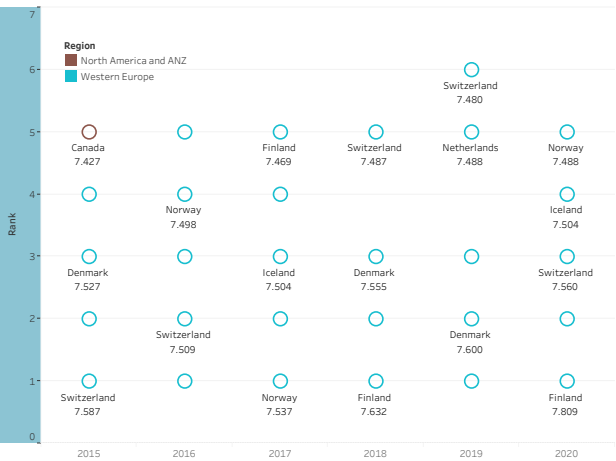 7
Region
North America and ANZ
Western Europe
6
Switzerland
7.480
5
Canada
7.427
Finland
7.469
Switzerland
7.487
Netherlands
7.488
Norway
7.488
4
Norway
7.498
Iceland
7.504
Rank
3
Denmark
7.527
Iceland
7.504
Denmark
7.555
Switzerland
7.560
2
Switzerland
7.509
Denmark
7.600
1
Switzerland
7.587
Norway
7.537
Finland
7.632
Finland
7.809
0
2015 2016 2017 2018 2019 2020